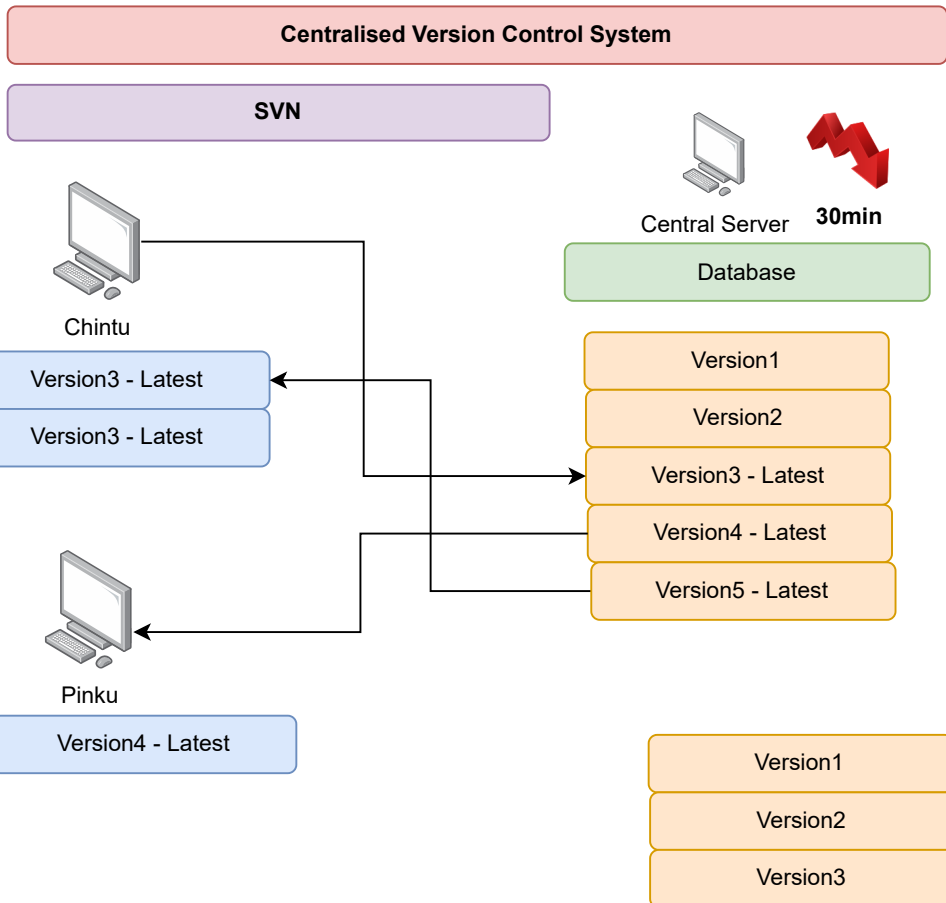 Centralised Version Control System
SVN
Central Server
30min
Database
Chintu
Version3 - Latest
Version3 - Latest
Version1
Version2
Version3 - Latest
Version4 - Latest
Version5 - Latest
Pinku
Version4 - Latest
Version1
Version2
Version3